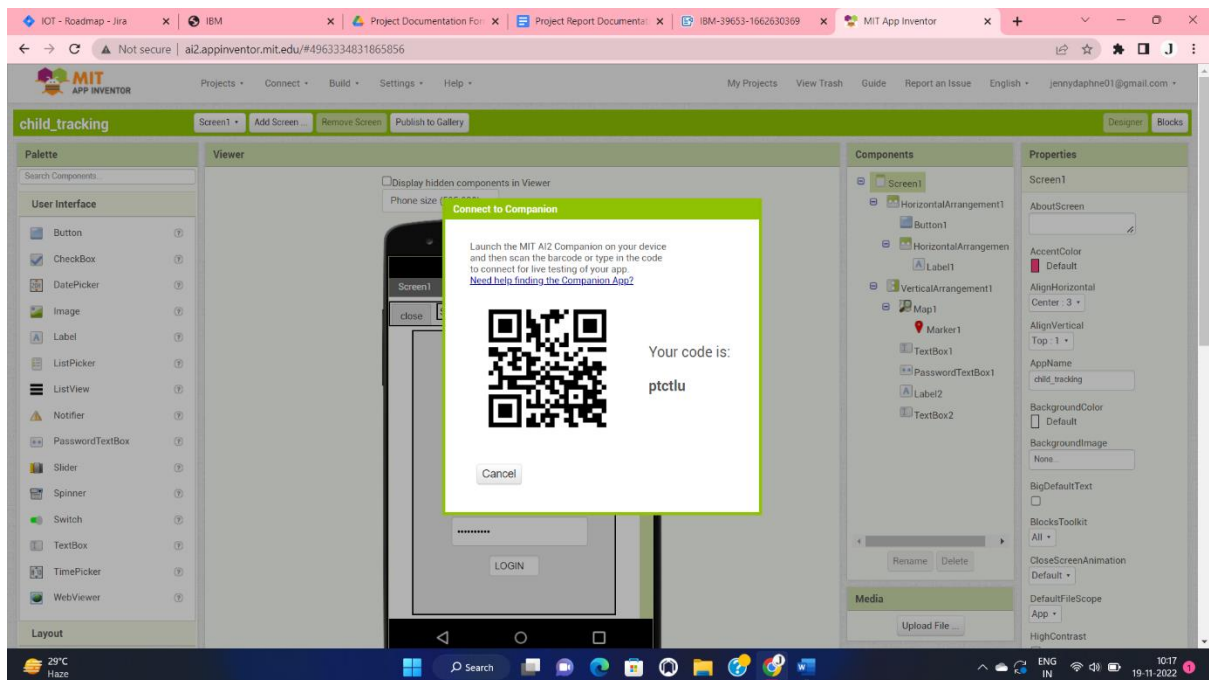 IOT - Roadmap - Jira
IBM
Project Documentation For
Project Report Documentat
IBM-39653-1662630369
MIT App Inventor
Not secure | ai2.appinventor.mit.edu/#4963334831865856
J
MIT
APP INVENTOR
Projects Connect Build Settings Help
My Projects View Trash Guide Report an Issue English jennydaphne01@gmail.com
child_tracking
Screen1 Add Screen ... Remove Screen Publish to Gallery
Designer Blocks
Palette
Search Components...
User Interface
Button
CheckBox
DatePicker
Image
Label
ListPicker
ListView
Notifier
PasswordTextBox
Slider
Spinner
Switch
TextBox
TimePicker
WebViewer
Layout
Viewer
Display hidden components in Viewer
Phone size
Screen1
close
Connect to Companion
Launch the MIT AI2 Companion on your device
and then scan the barcode or type in the code
to connect for live testing of your app.
Need help finding the Companion App?
Your code is:
ptctlu
Cancel
LOGIN
Components
Screen1
HorizontalArrangement1
Button1
HorizontalArrangemen
Label1
VerticalArrangement1
Map1
Marker1
TextBox1
PasswordTextBox1
Label2
TextBox2
Rename Delete
Media
Upload File ...
Properties
Screen1
AboutScreen
AccentColor
Default
AlignHorizontal
Center : 3
AlignVertical
Top : 1
AppName
child_tracking
BackgroundColor
Default
BackgroundImage
None...
BigDefaultText
BlocksToolkit
All
CloseScreenAnimation
Default
DefaultFileScope
App
HighContrast
29°C
Haze
Search
ENG
IN
10:17
19-11-2022
1